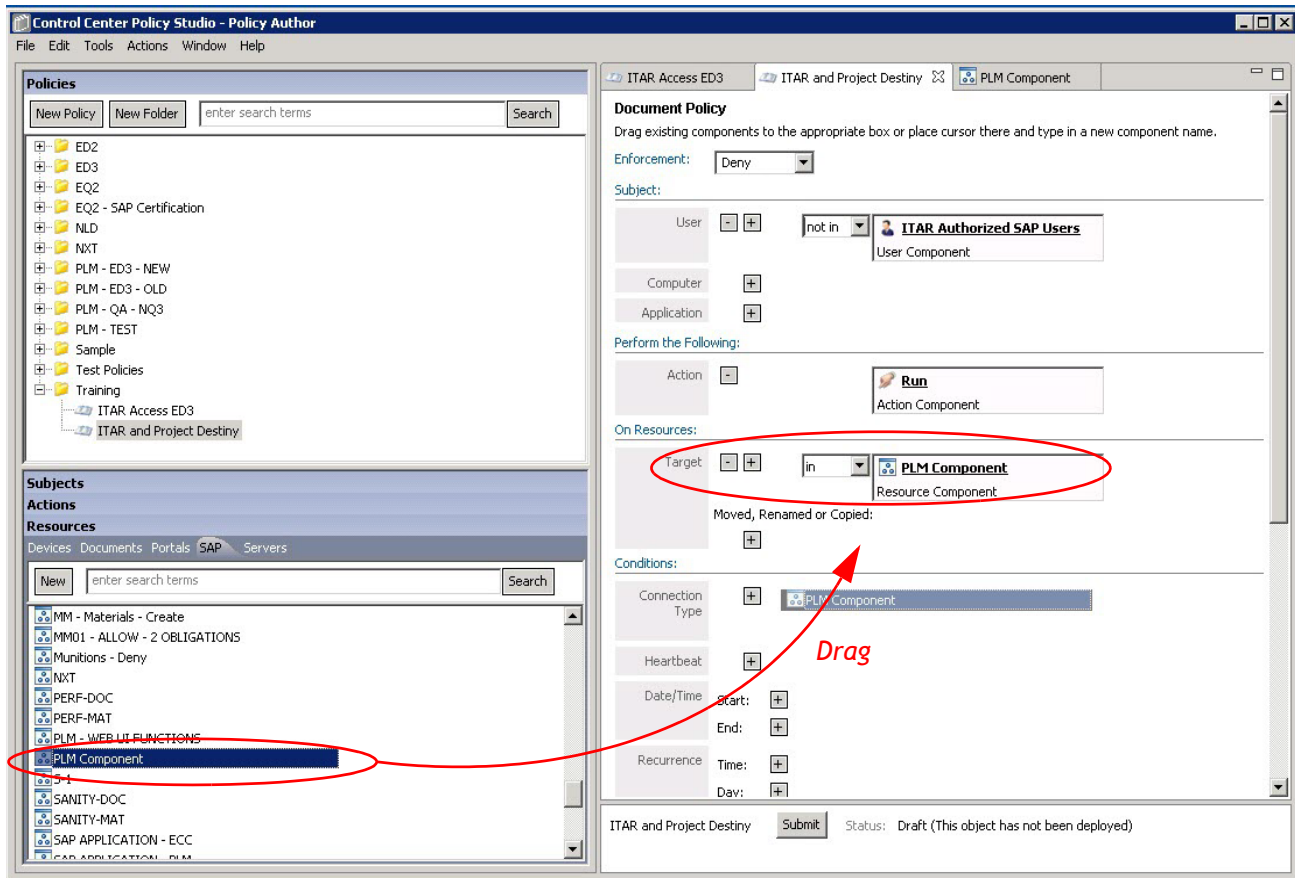 Control Center Policy Studio - Policy Author
File Edit Tools Actions Window Help
Policies
New Policy New Folder enter search terms Search
ED2
ED3
EQ2
EQ2 - SAP Certification
NLD
NXT
PLM - ED3 - NEW
PLM - ED3 - OLD
PLM - QA - NQ3
PLM - TEST
Sample
Test Policies
Training
ITAR Access ED3
ITAR and Project Destiny
Subjects
Actions
Resources
Devices Documents Portals SAP Servers
New enter search terms Search
MM - Materials - Create
MM01 - ALLOW - 2 OBLIGATIONS
Munitions - Deny
NXT
PERF-DOC
PERF-MAT
PLM - WEB UI FUNCTIONS
PLM Component
S-1
SANITY-DOC
SANITY-MAT
SAP APPLICATION - ECC
SAP APPLICATION - PLM
ITAR Access ED3 ITAR and Project Destiny PLM Component
Document Policy
Drag existing components to the appropriate box or place cursor there and type in a new component name.
Enforcement: Deny
Subject:
User not in ITAR Authorized SAP Users
User Component
Computer
Application
Perform the Following:
Action Run
Action Component
On Resources:
Target in PLM Component
Resource Component
Moved, Renamed or Copied:
Conditions:
Connection Type
PLM Component
Drag
Heartbeat
Date/Time Start:
End:
Recurrence Time:
Day:
ITAR and Project Destiny Submit Status: Draft (This object has not been deployed)